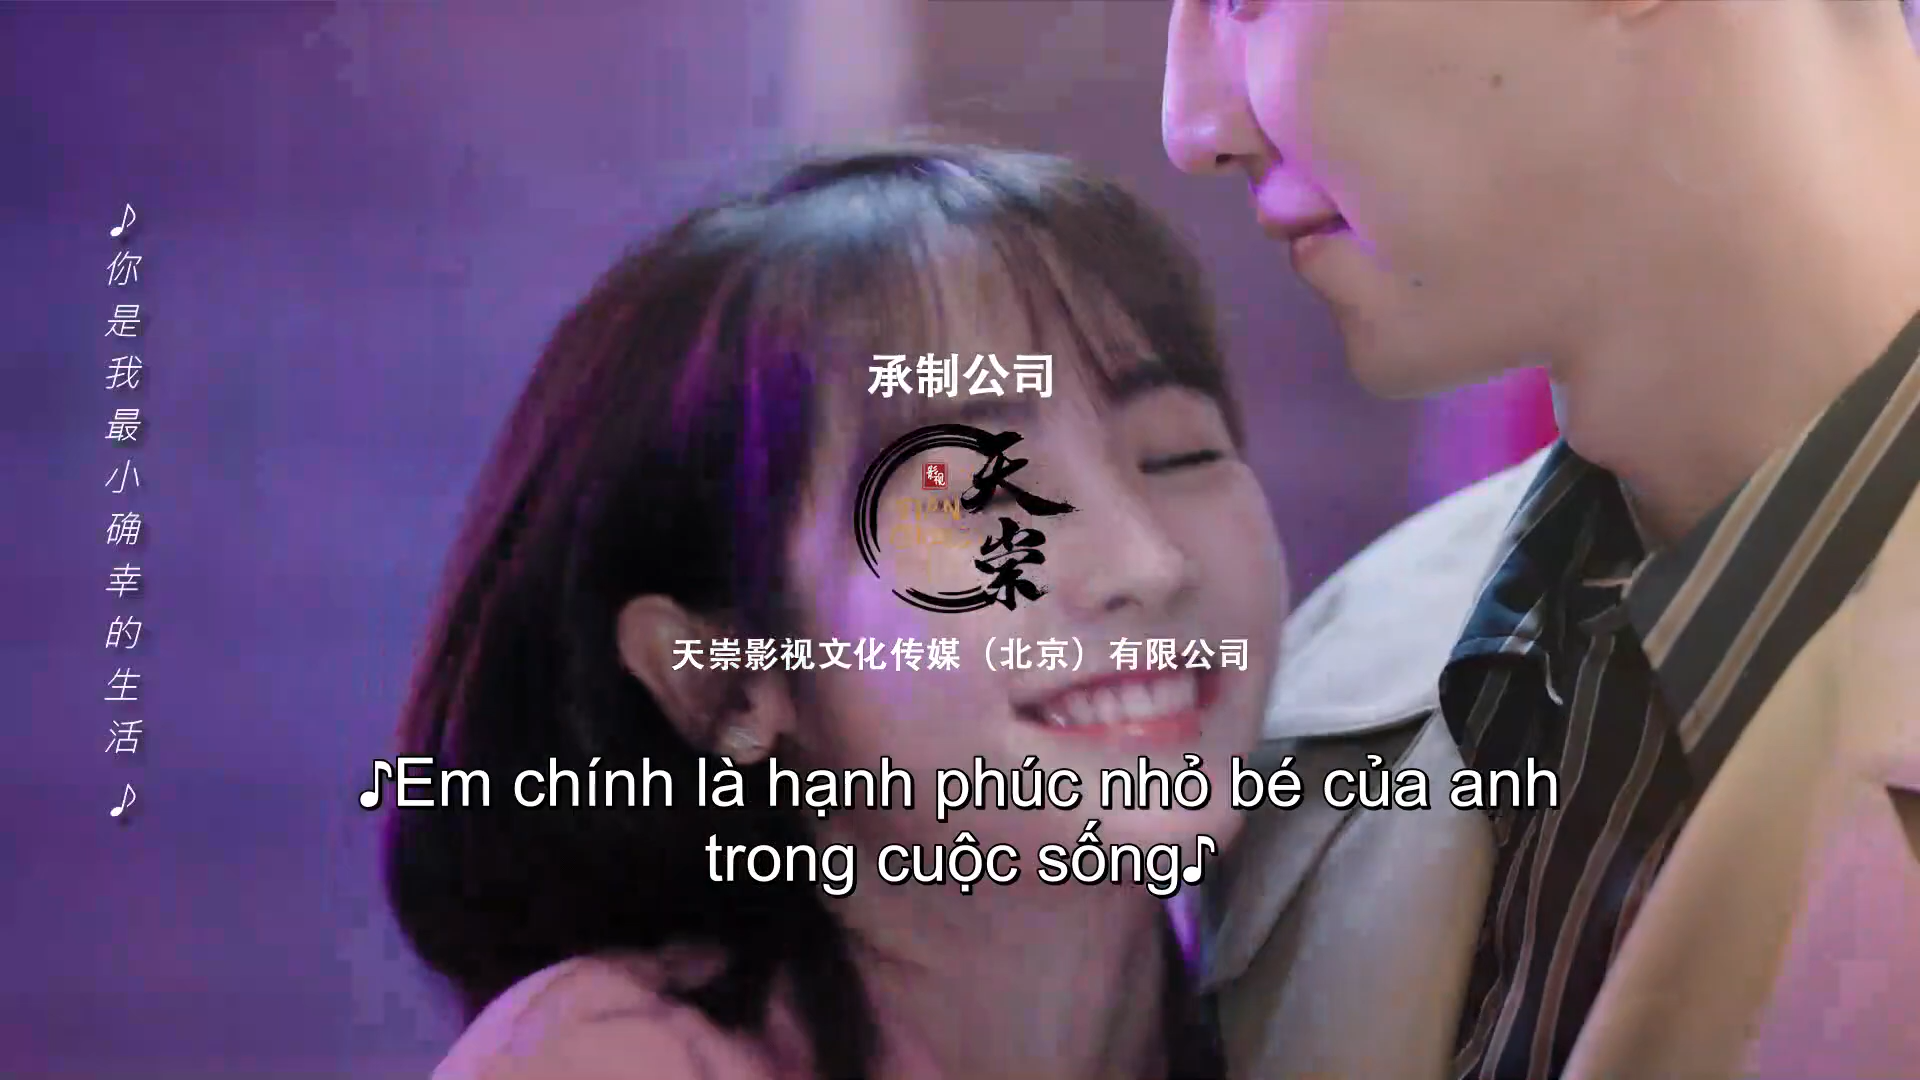 ♪你是我最小确幸的生活♪
承制公司
影视
天崇
天崇影视文化传媒（北京）有限公司
♪Em chính là hạnh phúc nhỏ bé của anh
trong cuộc sống♪